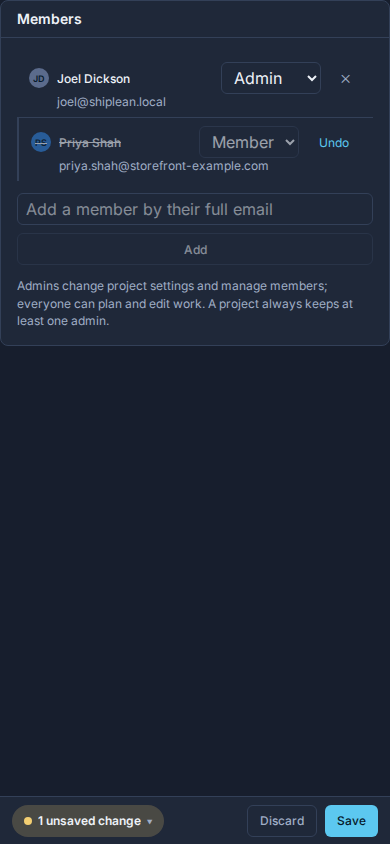 Members
JD Joel Dickson Admin ×
joel@shiplean.local
PS Priya Shah Member Undo
priya.shah@storefront-example.com
Add a member by their full email
Add
Admins change project settings and manage members;
everyone can plan and edit work. A project always keeps at
least one admin.
1 unsaved change Discard Save